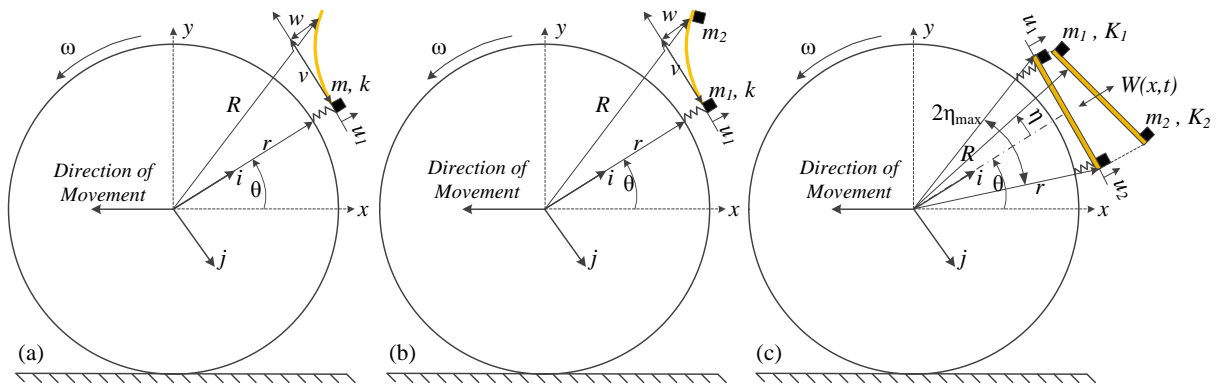 ω
y
w
v
m, k
R
u₁
r
i
θ
Direction of
Movement
x
j
(a)
ω
y
w
m₂
v
m₁, k
R
u₁
r
i
θ
Direction of
Movement
x
j
(b)
ω
y
u₁
m₁ , K₁
W(x,t)
2η_max
η
m₂ , K₂
R
i
θ
r
u₂
Direction of
Movement
x
j
(c)